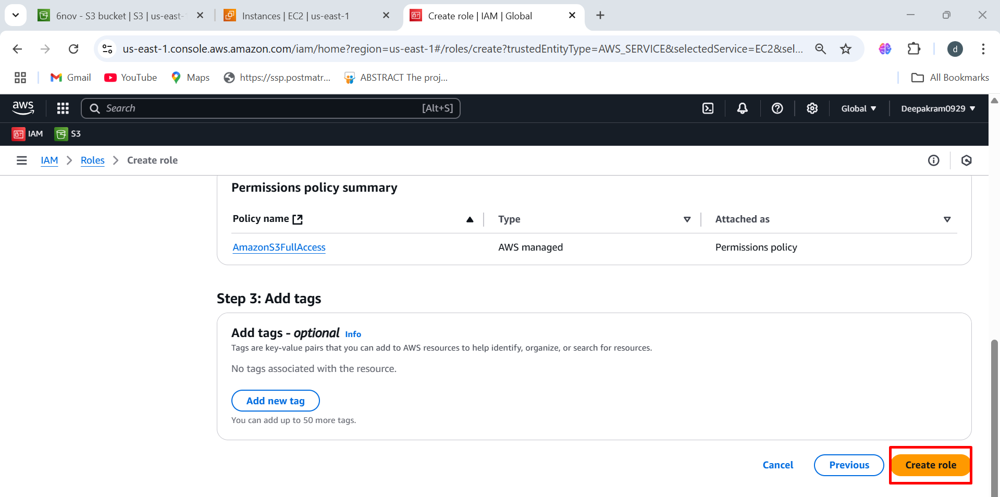 6nov - S3 bucket | S3 | us-east-
Instances | EC2 | us-east-1
Create role | IAM | Global
us-east-1.console.aws.amazon.com/iam/home?region=us-east-1#/roles/create?trustedEntityType=AWS_SERVICE&selectedService=EC2&sel...
d
Gmail
YouTube
Maps
https://ssp.postmatr...
ABSTRACT The proj...
All Bookmarks
aws
Search
[Alt+S]
Global
Deepakram0929
IAM
S3
IAM
Roles
Create role
Permissions policy summary
Policy name
Type
Attached as
AmazonS3FullAccess
AWS managed
Permissions policy
Step 3: Add tags
Add tags - optional Info
Tags are key-value pairs that you can add to AWS resources to help identify, organize, or search for resources.
No tags associated with the resource.
Add new tag
You can add up to 50 more tags.
Cancel
Previous
Create role